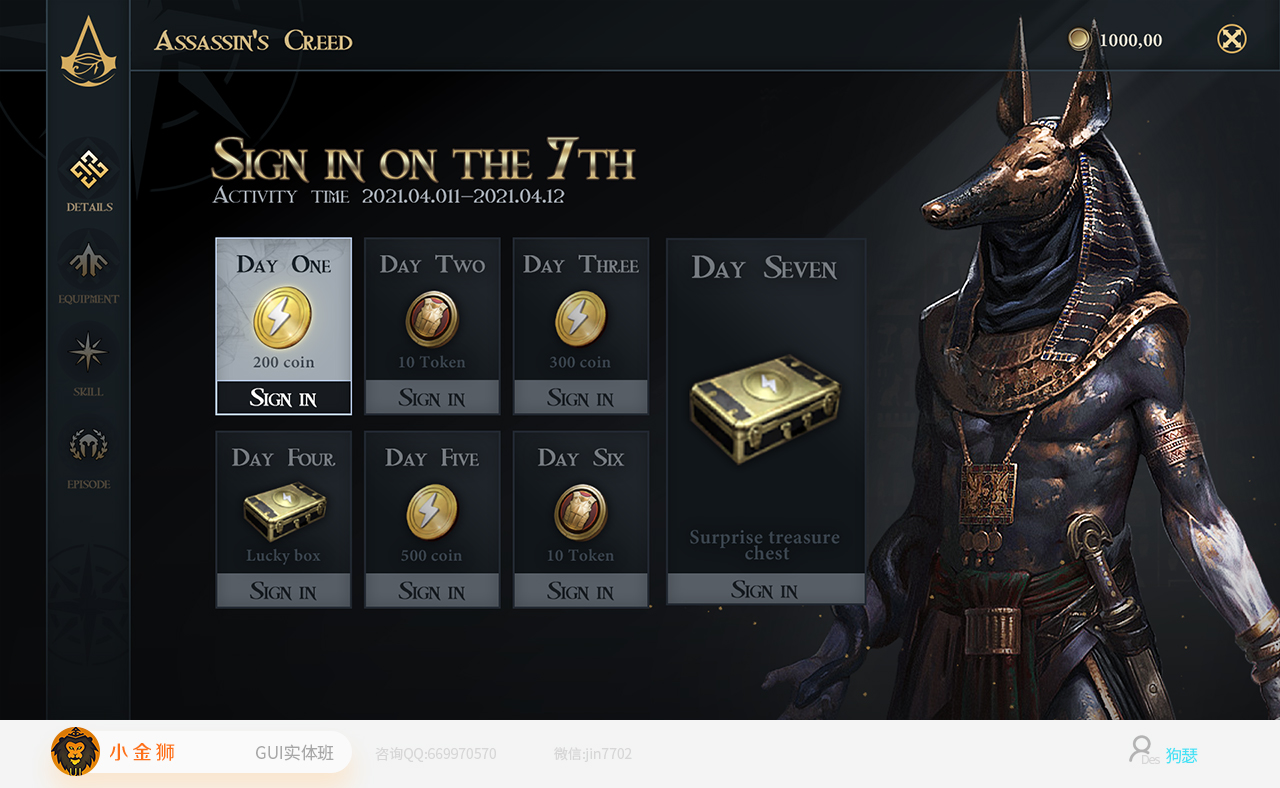 Assassin's Creed
1000,00
DETAILS
EQUIPMENT
SKILL
EPISODE
Sign in on the 7th
Activity time 2021.04.011-2021.04.12
Day One
200 coin
Sign in
Day Two
10 Token
Sign in
Day Three
300 coin
Sign in
Day Four
Lucky box
Sign in
Day Five
500 coin
Sign in
Day Six
10 Token
Sign in
Day Seven
Surprise treasure
chest
Sign in
小金狮
GUI实体班
咨询QQ:669970570
微信:jin7702
Des
狗瑟